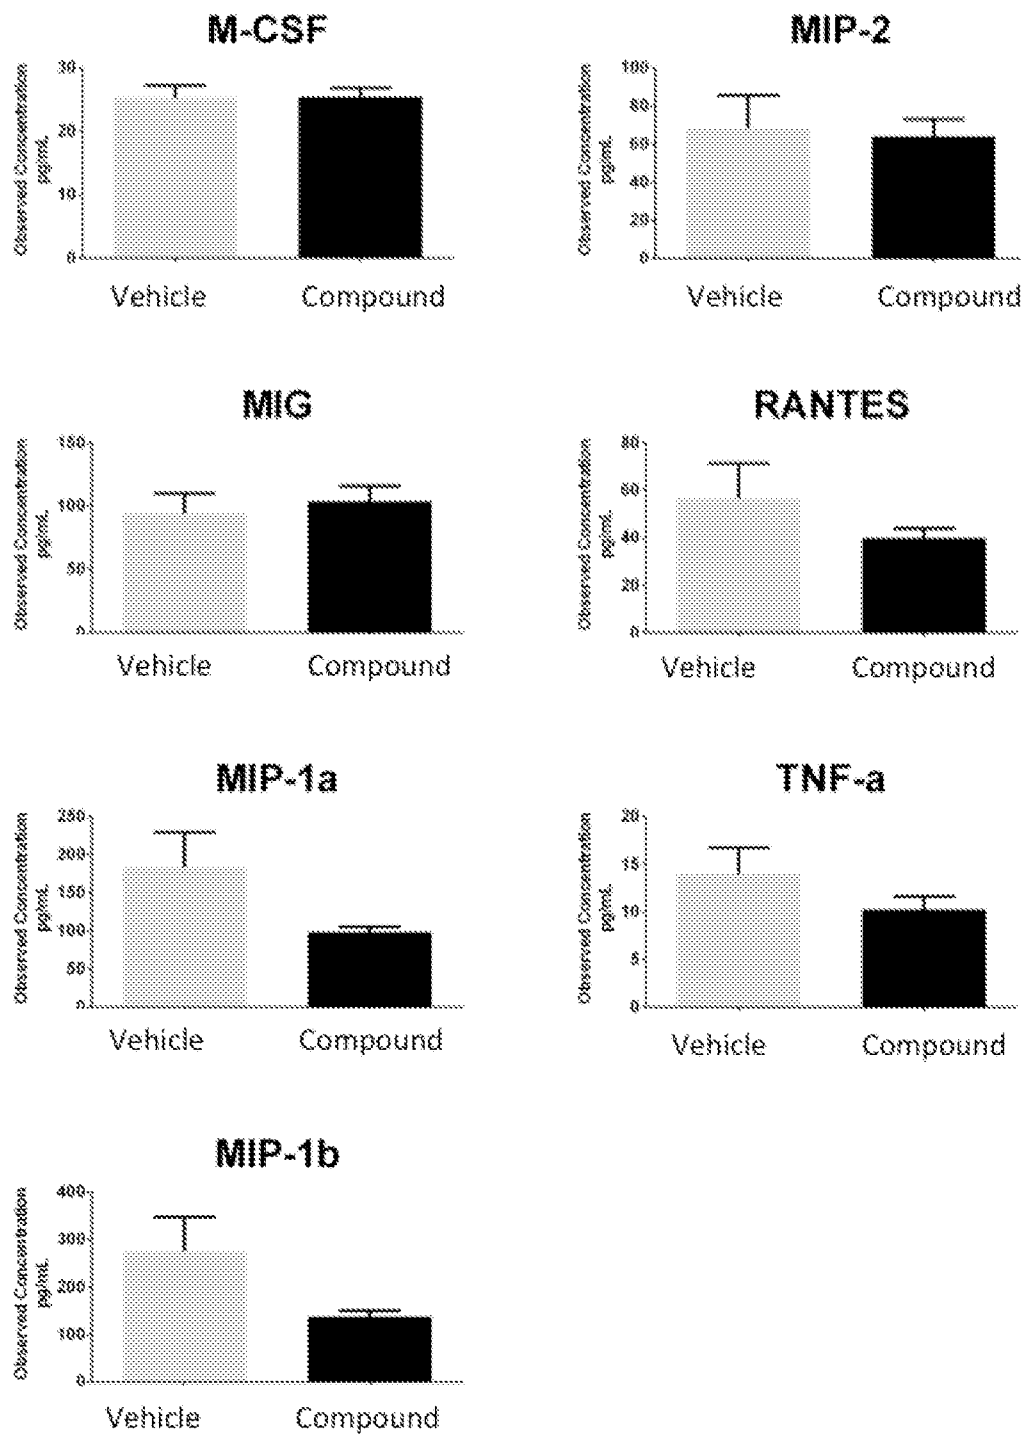 M-CSF
Observed Concentration
pg/mL
30
20
10
0
Vehicle
Compound
MIP-2
Observed Concentration
pg/mL
100
80
60
40
20
0
Vehicle
Compound
MIG
Observed Concentration
pg/mL
150
100
50
0
Vehicle
Compound
RANTES
Observed Concentration
pg/mL
80
60
40
20
0
Vehicle
Compound
MIP-1a
Observed Concentration
pg/mL
250
200
150
100
50
0
Vehicle
Compound
TNF-a
Observed Concentration
pg/mL
20
15
10
5
0
Vehicle
Compound
MIP-1b
Observed Concentration
pg/mL
400
300
200
100
0
Vehicle
Compound